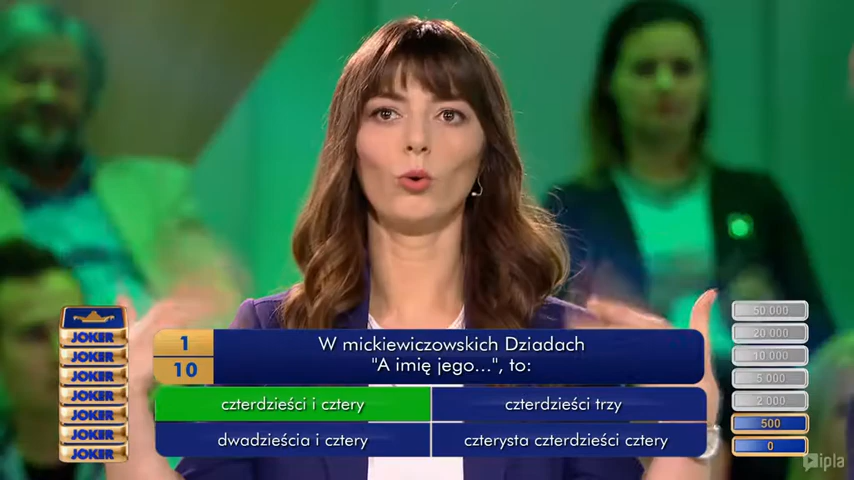 JOKER
JOKER
JOKER
JOKER
JOKER
JOKER
JOKER
1
10
W mickiewiczowskich Dziadach
"A imię jego...", to:
czterdzieści i cztery
czterdzieści trzy
dwadzieścia i cztery
czterysta czterdzieści cztery
50 000
20 000
10 000
5 000
2 000
500
0
ipla